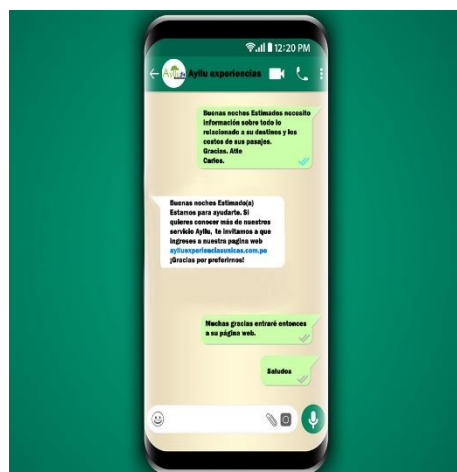 12:20 PM
Ayllu experiencias
Buenas noches Estimados necesito
información sobre todo lo
relacionado a su destinos y los
costos de sus pasajes.
Gracias. Atte
Carlos.
Buenas noches Estimado(a)
Estamos para ayudarte. Si
quieres conocer más de nuestros
servicio Ayllu, te invitamos a que
ingreses a nuestra pagina web
aylluexperienciasunicas.com.pe
¡Gracias por preferirnos!
Muchas gracias entraré entonces
a su página web.
Saludos